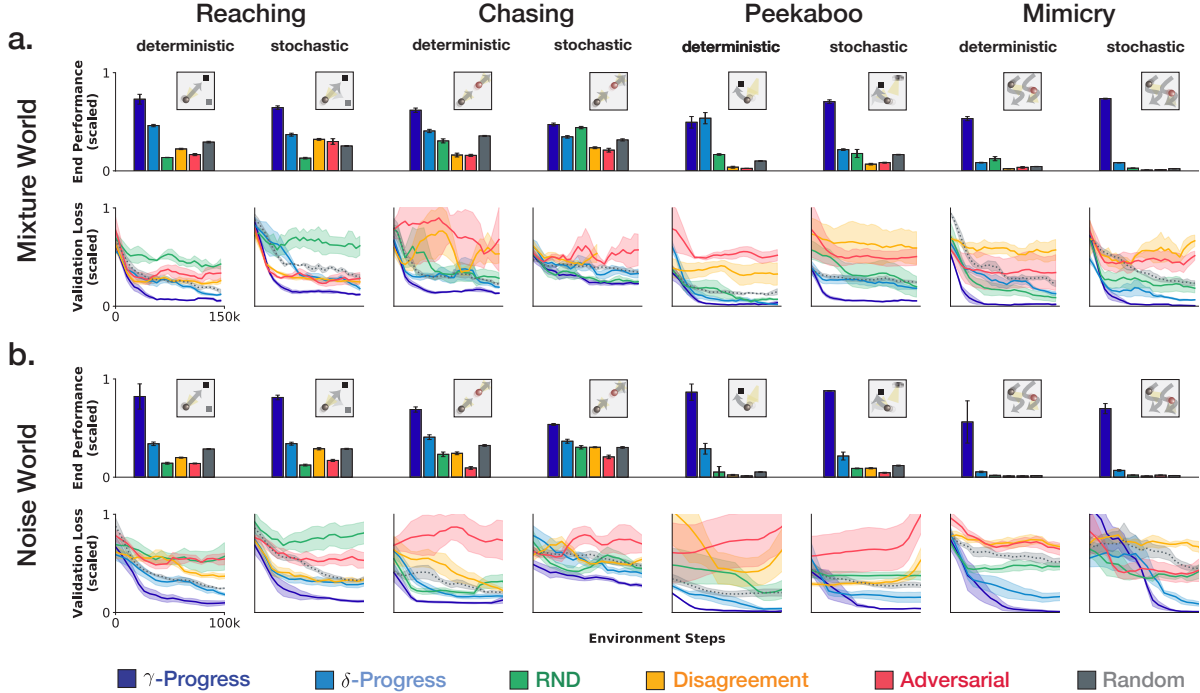 Reaching Chasing Peekaboo Mimicry
a.
deterministic stochastic deterministic stochastic deterministic stochastic deterministic stochastic
Mixture World
End Performance
(scaled)
1
0
Validation Loss
(scaled)
1
0
0 150k
b.
Noise World
End Performance
(scaled)
1
0
Validation Loss
(scaled)
1
0
0 100k
Environment Steps
γ-Progress δ-Progress RND Disagreement Adversarial Random